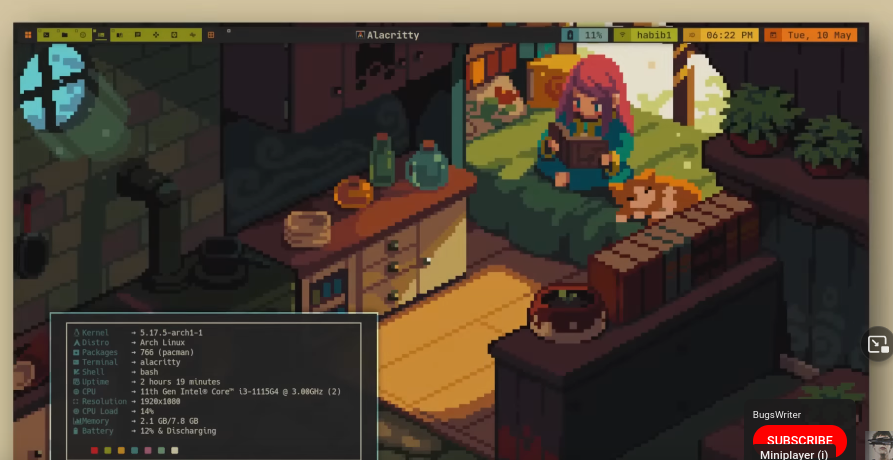 Alacritty
11%
habib1
06:22 PM
Tue, 10 May
Kernel → 5.17.5-arch1-1
Distro → Arch Linux
Packages → 766 (pacman)
Terminal → alacritty
Shell → bash
Uptime → 2 hours 19 minutes
CPU → 11th Gen Intel® Core™ i3-1115G4 @ 3.00GHz (2)
Resolution → 1920x1080
CPU Load → 14%
Memory → 2.1 GB/7.8 GB
Battery → 12% & Discharging
BugsWriter
SUBSCRIBE
Miniplayer (i)